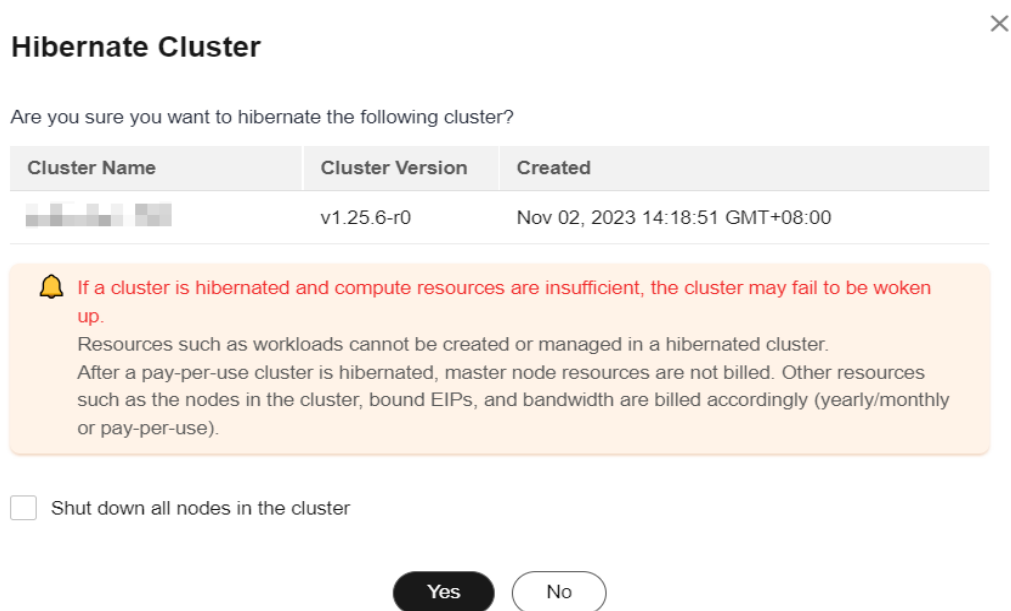 Hibernate Cluster
Are you sure you want to hibernate the following cluster?
Cluster Name Cluster Version Created
v1.25.6-r0 Nov 02, 2023 14:18:51 GMT+08:00
If a cluster is hibernated and compute resources are insufficient, the cluster may fail to be woken
up.
Resources such as workloads cannot be created or managed in a hibernated cluster.
After a pay-per-use cluster is hibernated, master node resources are not billed. Other resources
such as the nodes in the cluster, bound EIPs, and bandwidth are billed accordingly (yearly/monthly
or pay-per-use).
Shut down all nodes in the cluster
Yes No